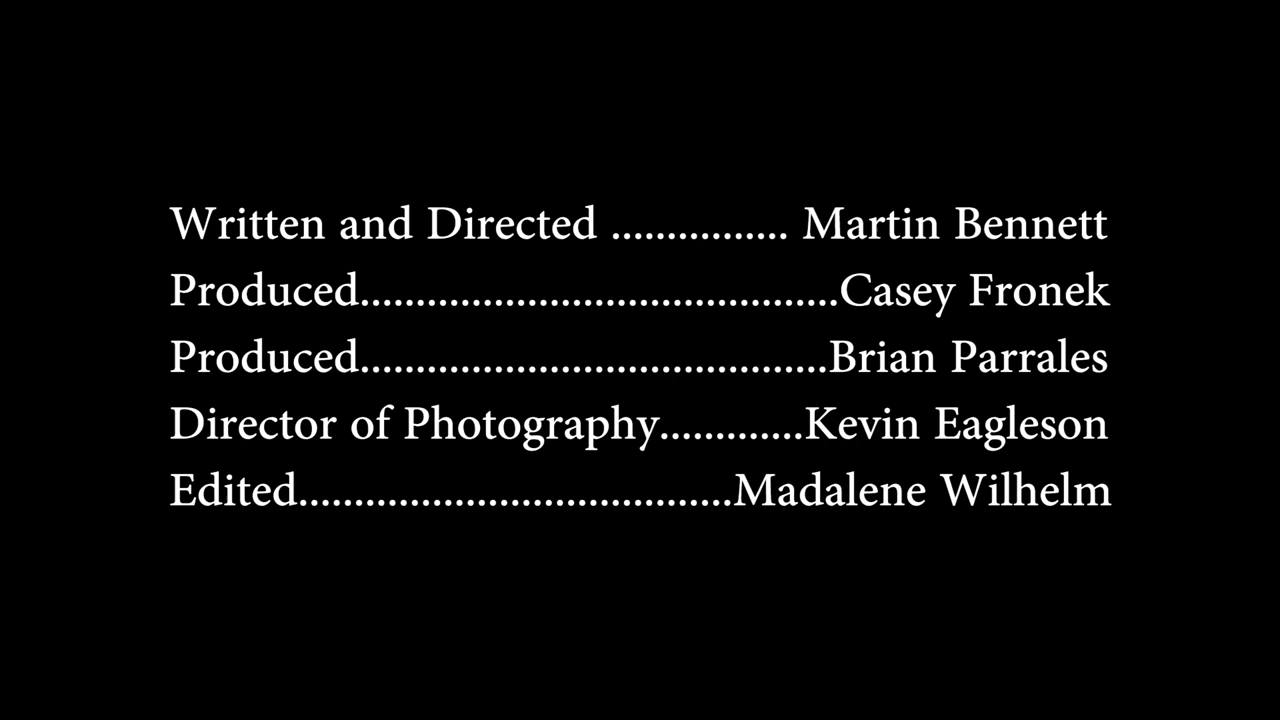 Written and Directed ................ Martin Bennett
Produced...........................................Casey Fronek
Produced..........................................Brian Parrales
Director of Photography.............Kevin Eagleson
Edited.......................................Madalene Wilhelm